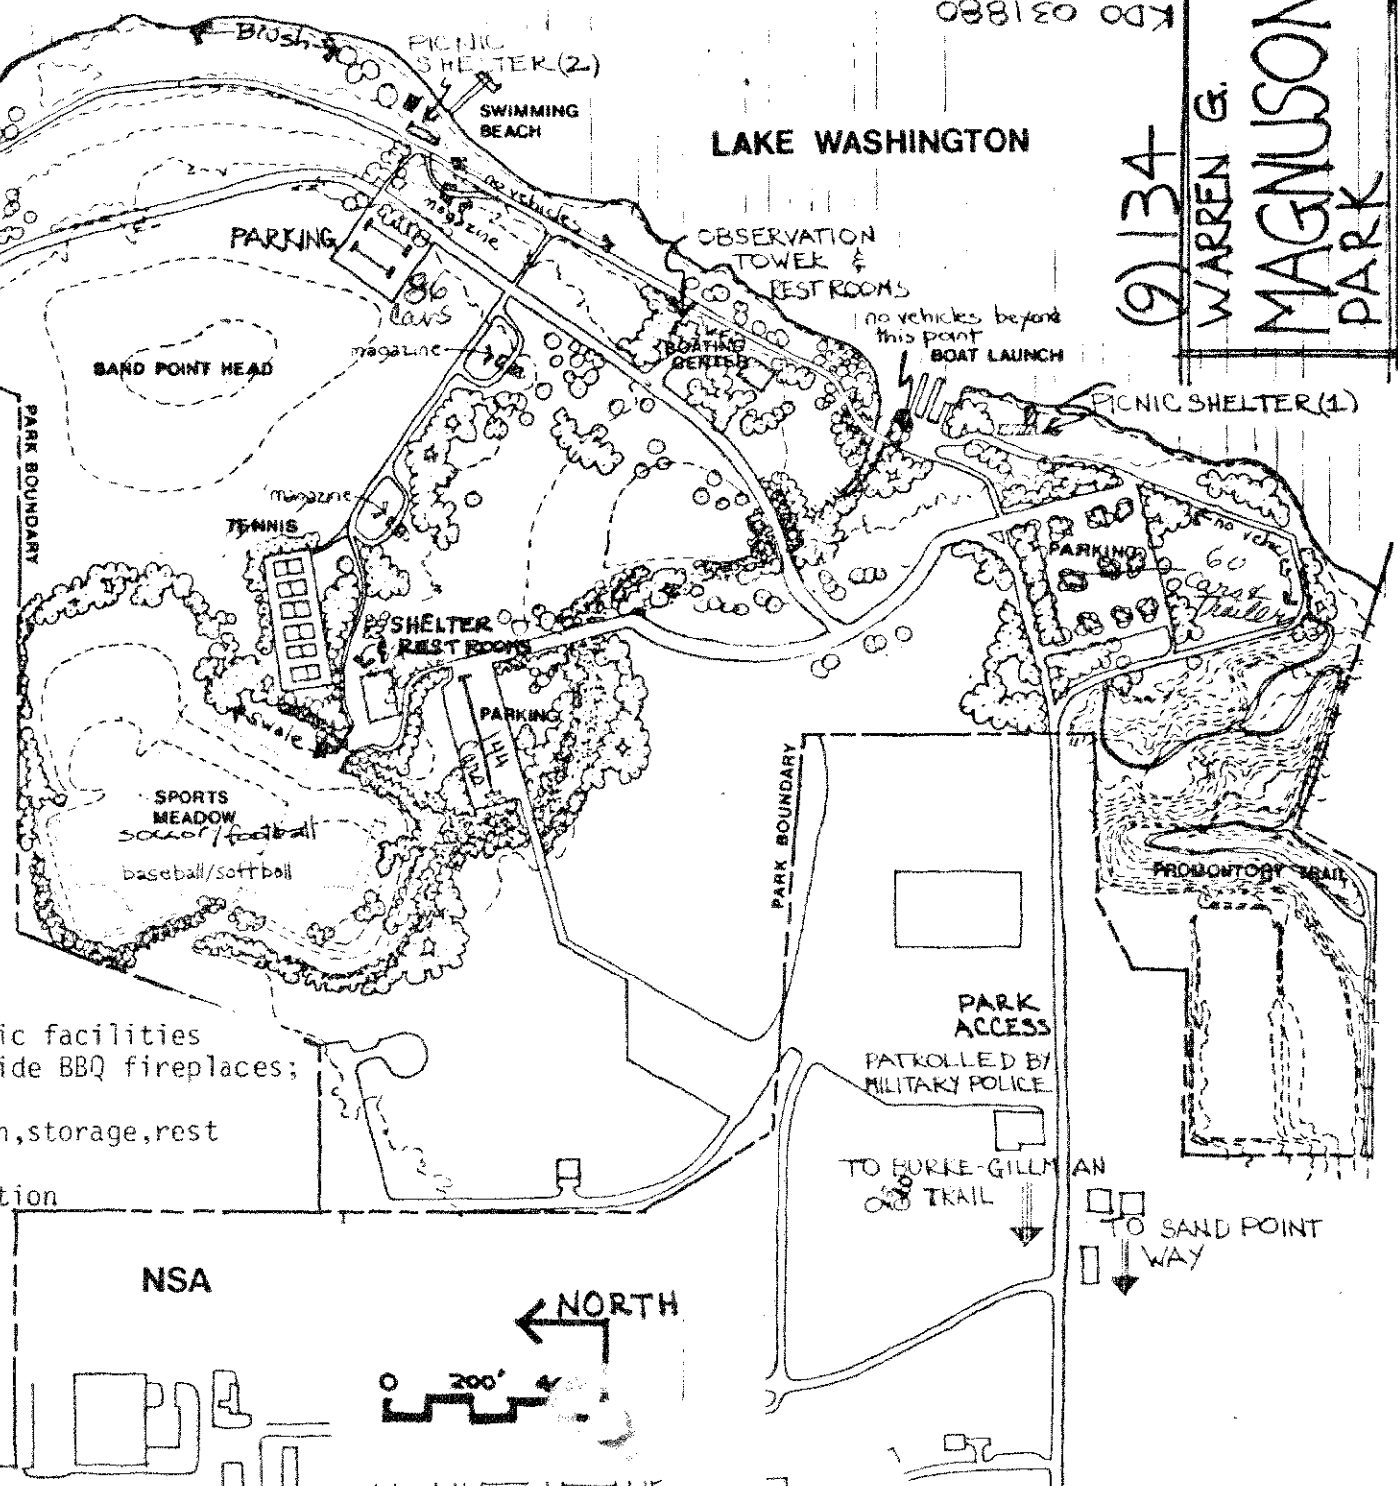 KDO 031880
(9)134
WARREN G.
MAGNUSON
PARK
Brush
PICNIC
SHELTER(2)
SWIMMING
BEACH
LAKE WASHINGTON
no vehicles
magazine
PARKING
86
Cars
OBSERVATION
TOWER &
REST ROOMS
no vehicles beyond
this point
BOAT LAUNCH
BOATING
CENTER
magazine
SAND POINT HEAD
PICNIC SHELTER(1)
PARK BOUNDARY
magazine
TENNIS
PARKING
60
Cars &
trailer
no vehicles
SHELTER
& REST ROOMS
Swale
PARKING
144
SPORTS
MEADOW
soccor/football
baseball/softball
PARK BOUNDARY
PROMONTORY TRAIL
PARK
ACCESS
PATROLLED BY
MILITARY POLICE
ic facilities
ide BBQ fireplaces;
n,storage,rest
tion
TO BURKE-GILLMAN
TRAIL
TO SAND POINT
WAY
NSA
NORTH
0 200'